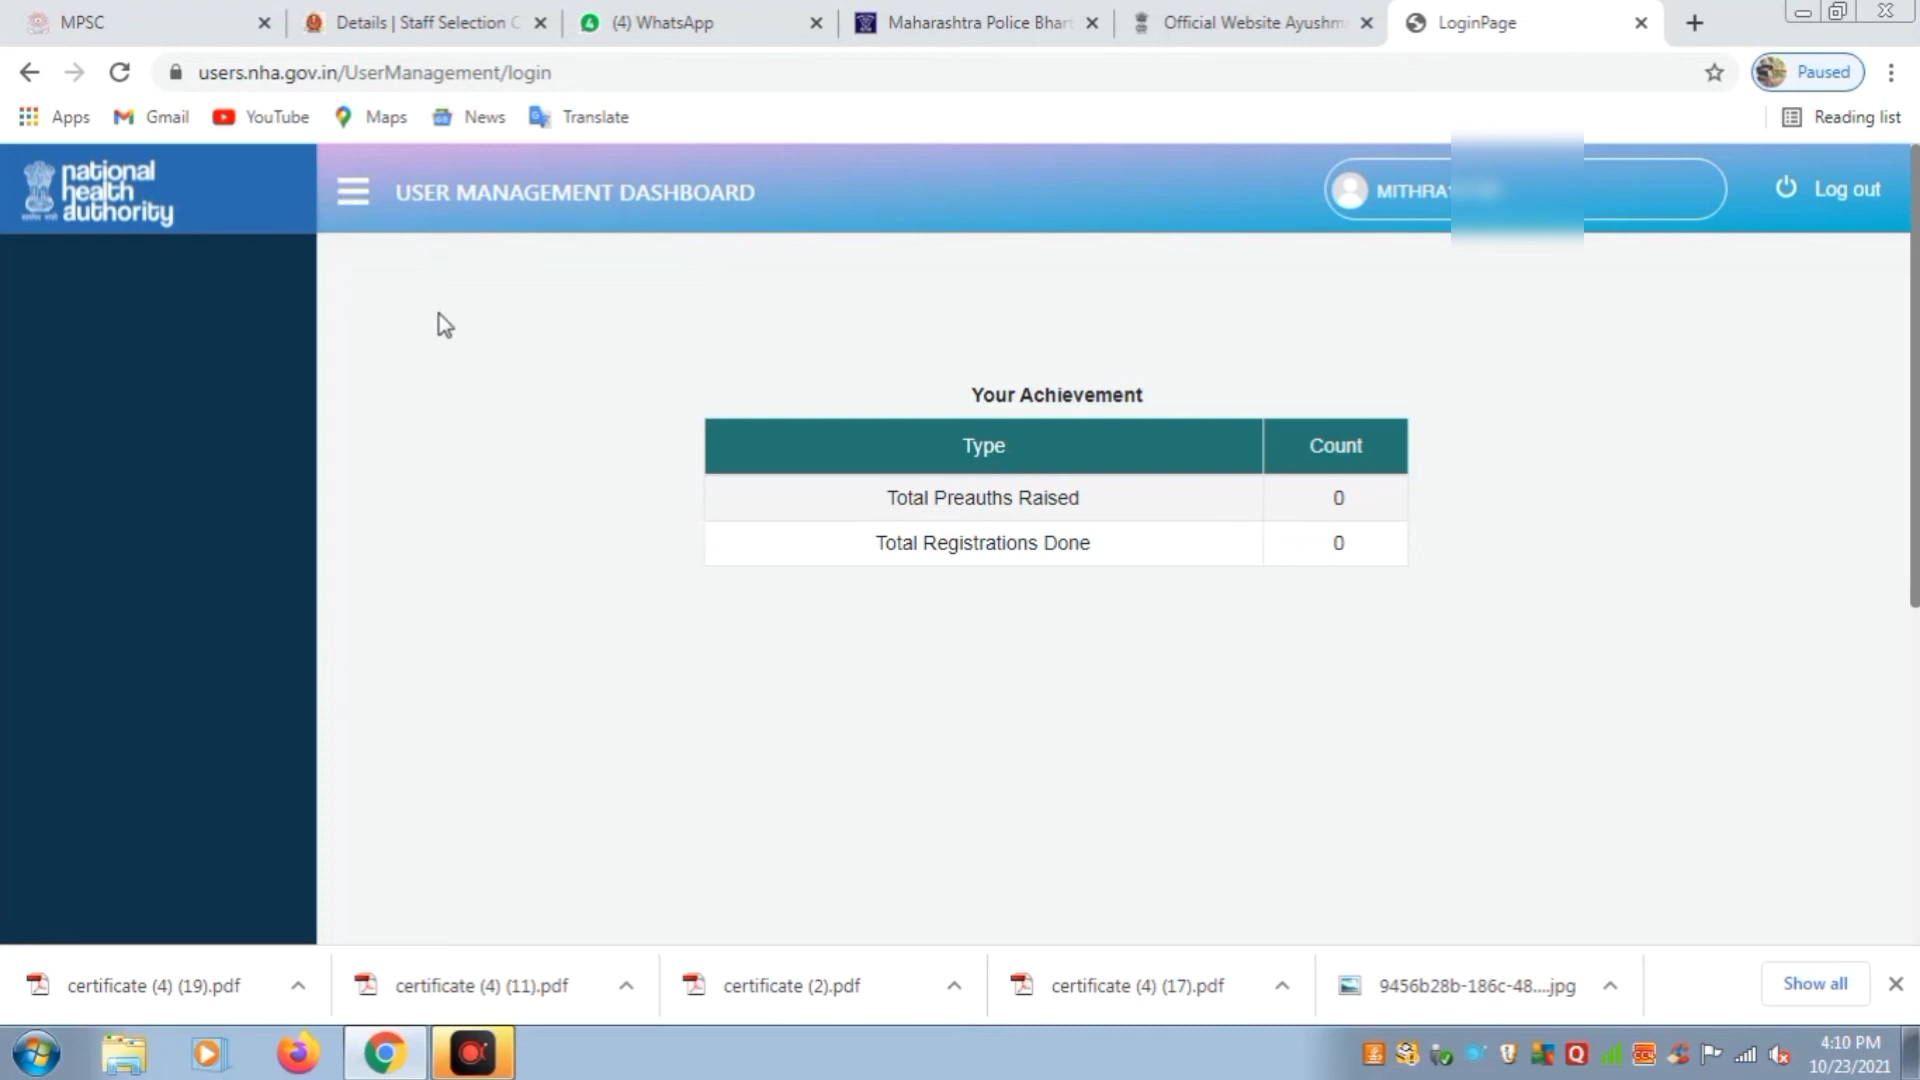 MPSC
Details | Staff Selection C
(4) WhatsApp
Maharashtra Police Bhart
Official Website Ayushm
LoginPage
users.nha.gov.in/UserManagement/login
Paused
Apps
Gmail
YouTube
Maps
News
Translate
Reading list
national
health
authority
USER MANAGEMENT DASHBOARD
MITHRA
Log out
Your Achievement
Type Count
Total Preauths Raised 0
Total Registrations Done 0
certificate (4) (19).pdf
certificate (4) (11).pdf
certificate (2).pdf
certificate (4) (17).pdf
9456b28b-186c-48....jpg
Show all
4:10 PM
10/23/2021